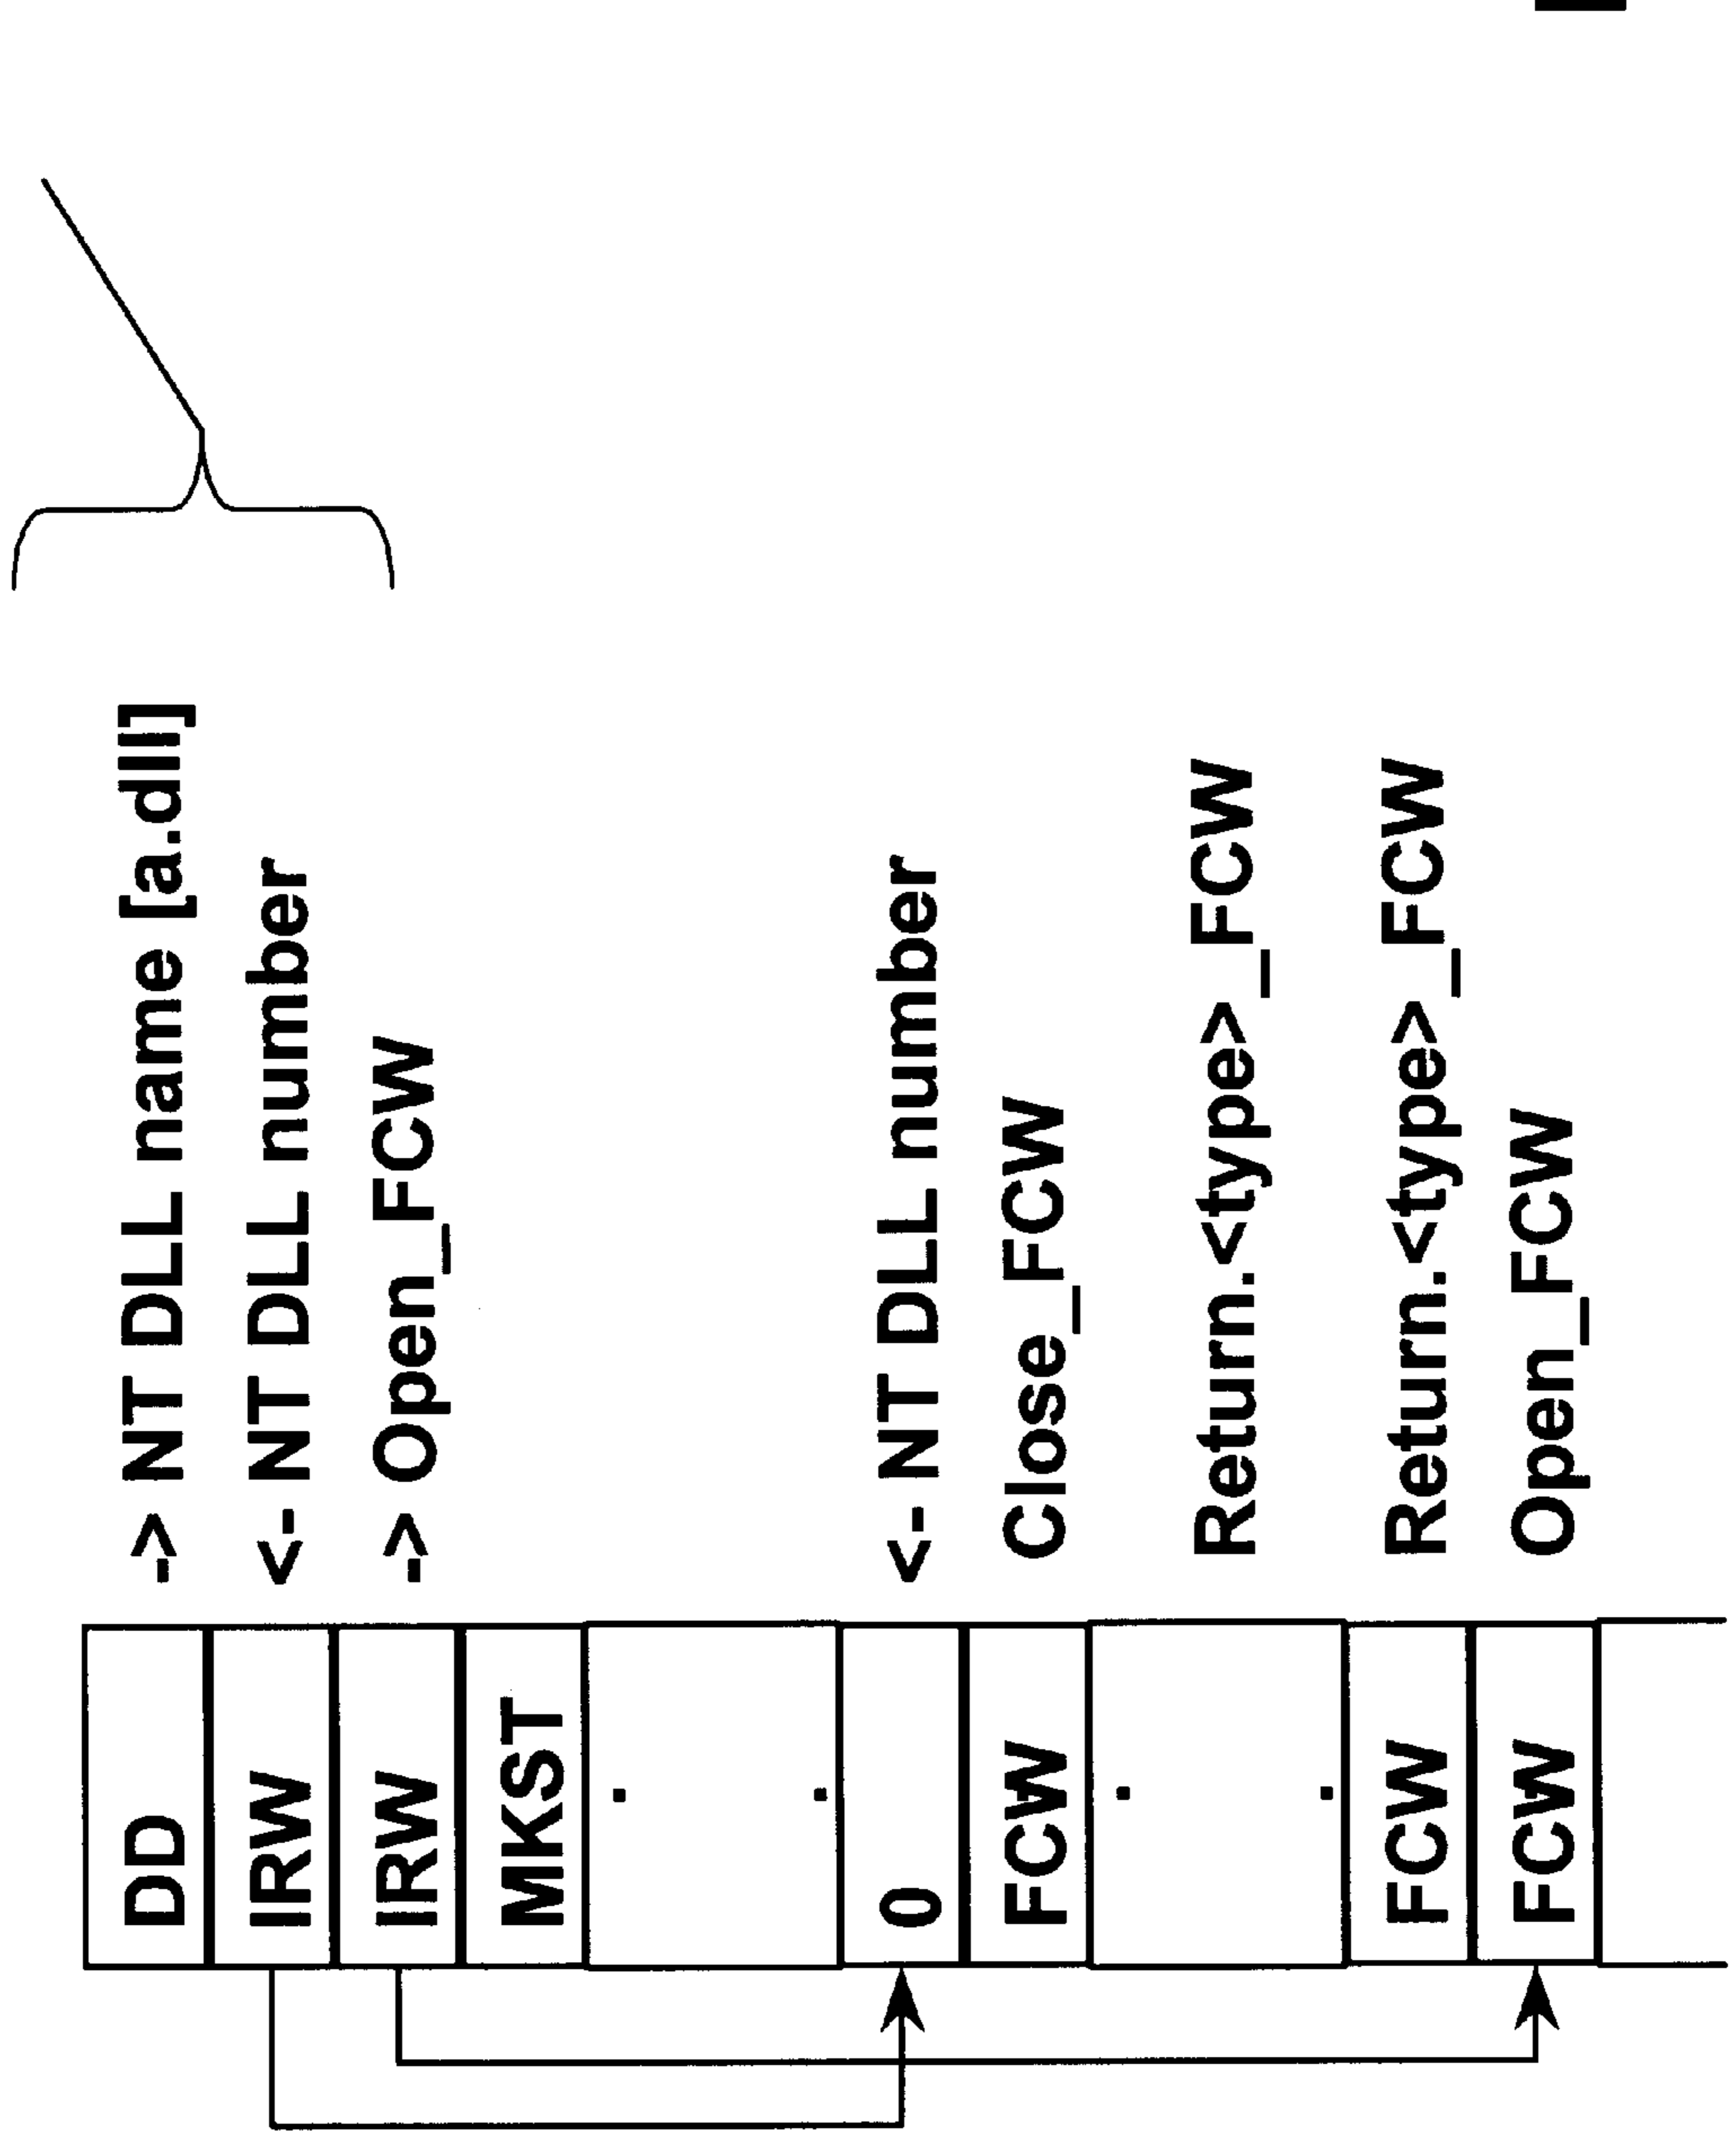 DD -> NT DLL name [a.dll]
IRW <- NT DLL number
IRW -> Open_FCW
MKST
.
.
0 <- NT DLL number
FCW Close_FCW
.
Return.<type>_FCW
.
FCW Return.<type>_FCW
FCW Open_FCW